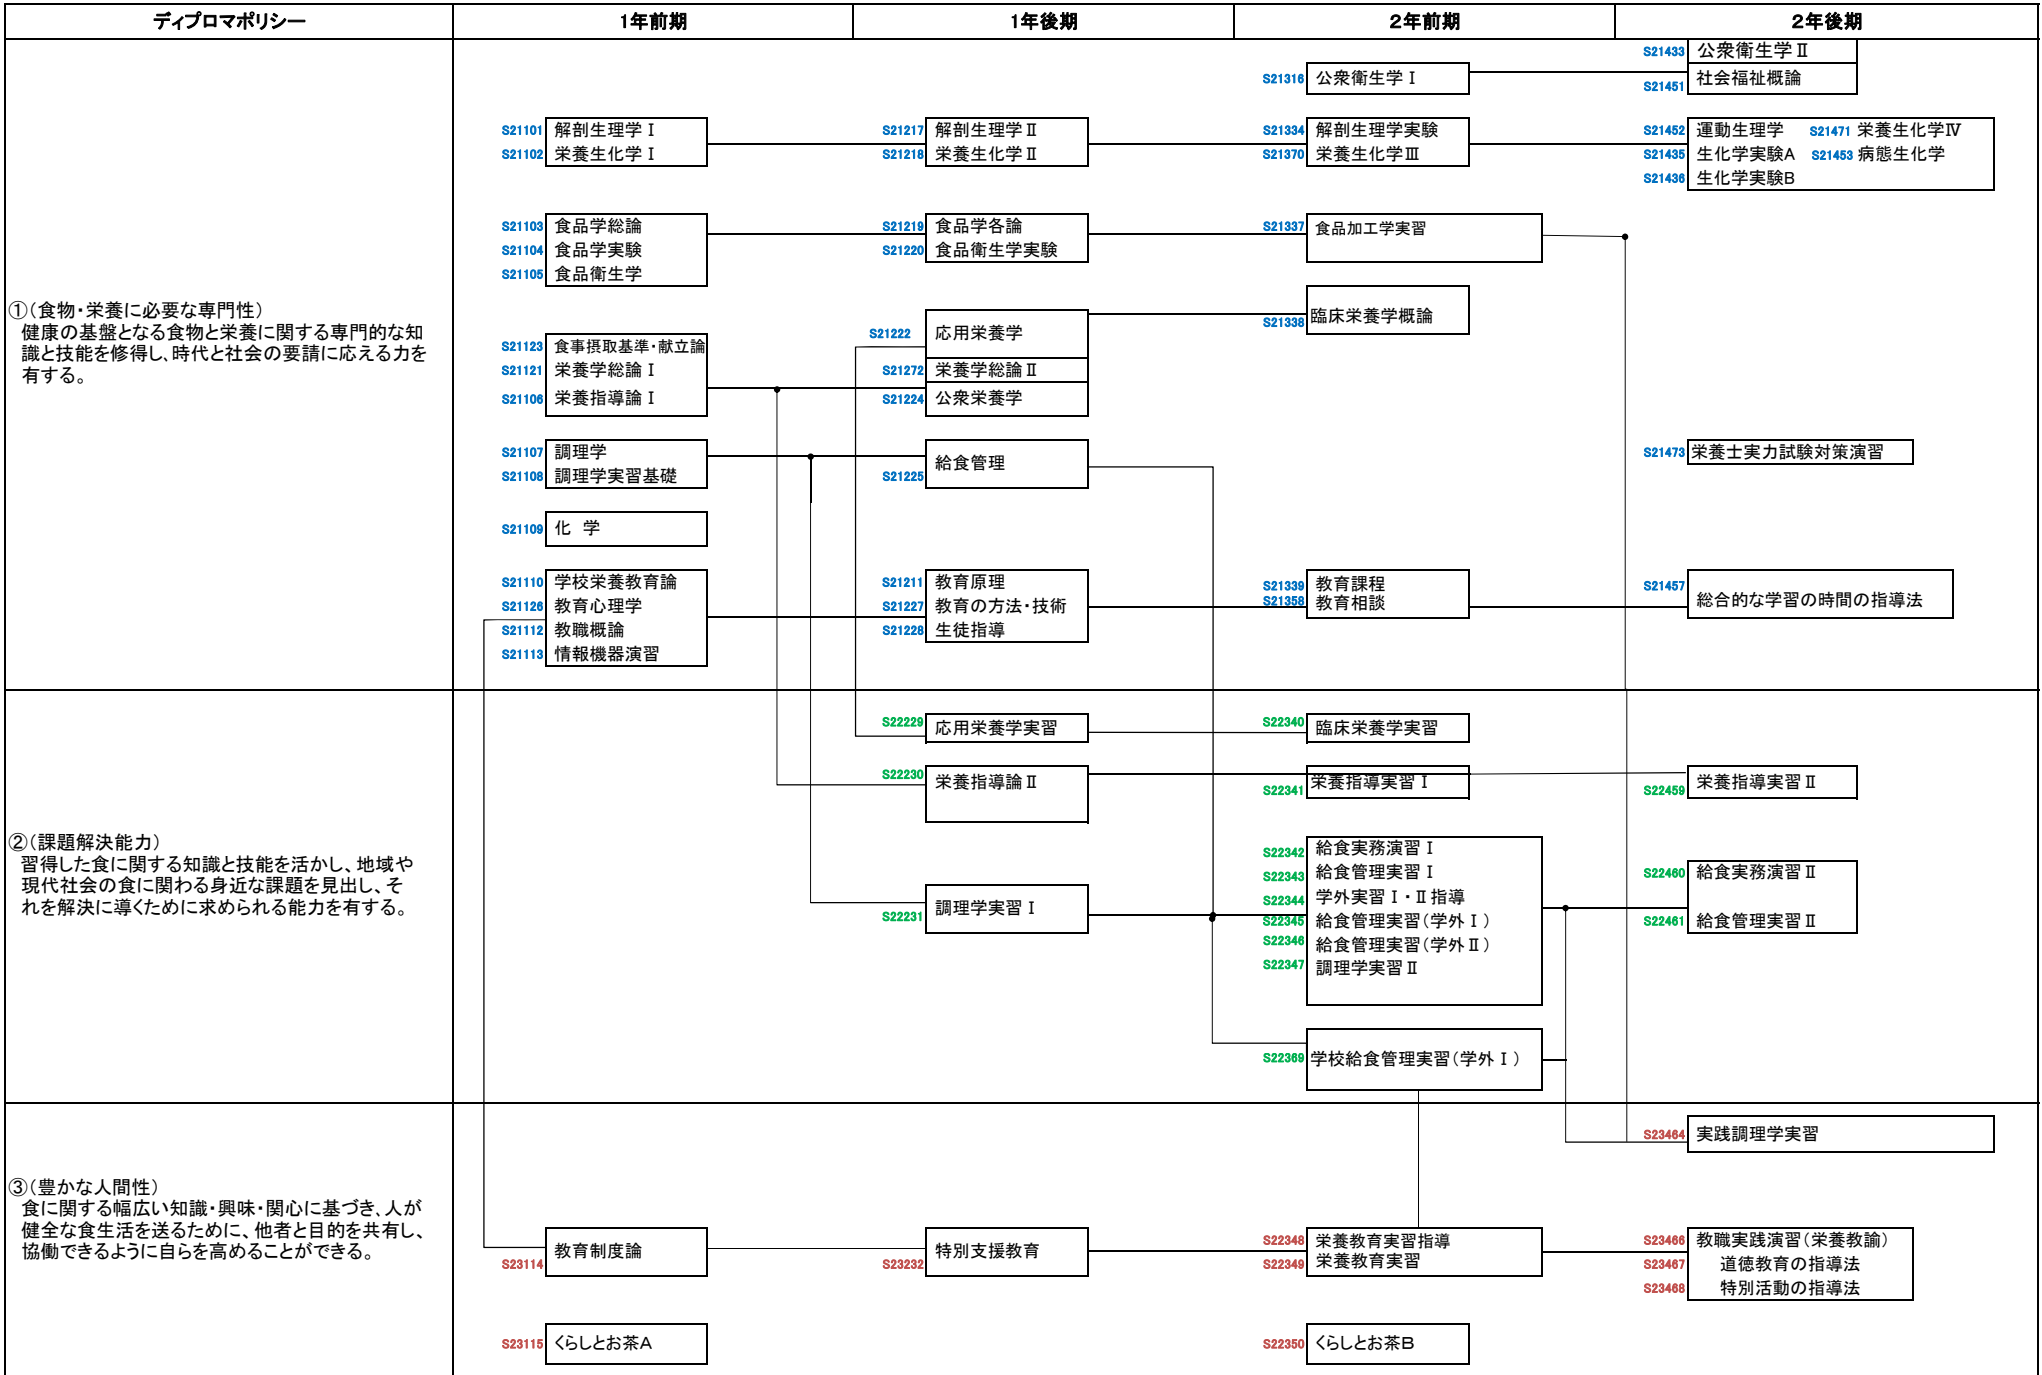 ディプロマポリシー
1年前期
1年後期
2年前期
2年後期
①(食物・栄養に必要な専門性)
健康の基盤となる食物と栄養に関する専門的な知
識と技能を修得し、時代と社会の要請に応える力を
有する。
S21433 公衆衛生学Ⅱ
S21316 公衆衛生学Ⅰ
S21451 社会福祉概論
S21101 解剖生理学Ⅰ
S21102 栄養生化学Ⅰ
S21217 解剖生理学Ⅱ
S21218 栄養生化学Ⅱ
S21334 解剖生理学実験
S21370 栄養生化学Ⅲ
S21452 運動生理学 S21471 栄養生化学Ⅳ
S21435 生化学実験A S21453 病態生化学
S21436 生化学実験B
S21103 食品学総論
S21104 食品学実験
S21105 食品衛生学
S21219 食品学各論
S21220 食品衛生学実験
S21337 食品加工学実習
S21123 食事摂取基準・献立論
S21121 栄養学総論Ⅰ
S21106 栄養指導論Ⅰ
S21222 応用栄養学
S21272 栄養学総論Ⅱ
S21224 公衆栄養学
S21338 臨床栄養学概論
S21107 調理学
S21108 調理学実習基礎
S21225 給食管理
S21473 栄養士実力試験対策演習
S21109 化 学
S21110 学校栄養教育論
S21126 教育心理学
S21112 教職概論
S21113 情報機器演習
S21211 教育原理
S21227 教育の方法・技術
S21228 生徒指導
S21339 教育課程
S21358 教育相談
S21457 総合的な学習の時間の指導法
②(課題解決能力)
習得した食に関する知識と技能を活かし、地域や
現代社会の食に関わる身近な課題を見出し、そ
れを解決に導くために求められる能力を有する。
S22229 応用栄養学実習
S22340 臨床栄養学実習
S22230 栄養指導論Ⅱ
S22341 栄養指導実習Ⅰ
S22459 栄養指導実習Ⅱ
S22231 調理学実習Ⅰ
S22342 給食実務演習Ⅰ
S22343 給食管理実習Ⅰ
S22344 学外実習Ⅰ・Ⅱ指導
S22345 給食管理実習(学外Ⅰ)
S22346 給食管理実習(学外Ⅱ)
S22347 調理学実習Ⅱ
S22460 給食実務演習Ⅱ
S22461 給食管理実習Ⅱ
S22369 学校給食管理実習(学外Ⅰ)
③(豊かな人間性)
食に関する幅広い知識・興味・関心に基づき、人が
健全な食生活を送るために、他者と目的を共有し、
協働できるように自らを高めることができる。
S23464 実践調理学実習
S23114 教育制度論
S23232 特別支援教育
S22348 栄養教育実習指導
S22349 栄養教育実習
S23466 教職実践演習(栄養教諭)
S23467 道徳教育の指導法
S23468 特別活動の指導法
S23115 くらしとお茶A
S22350 くらしとお茶B